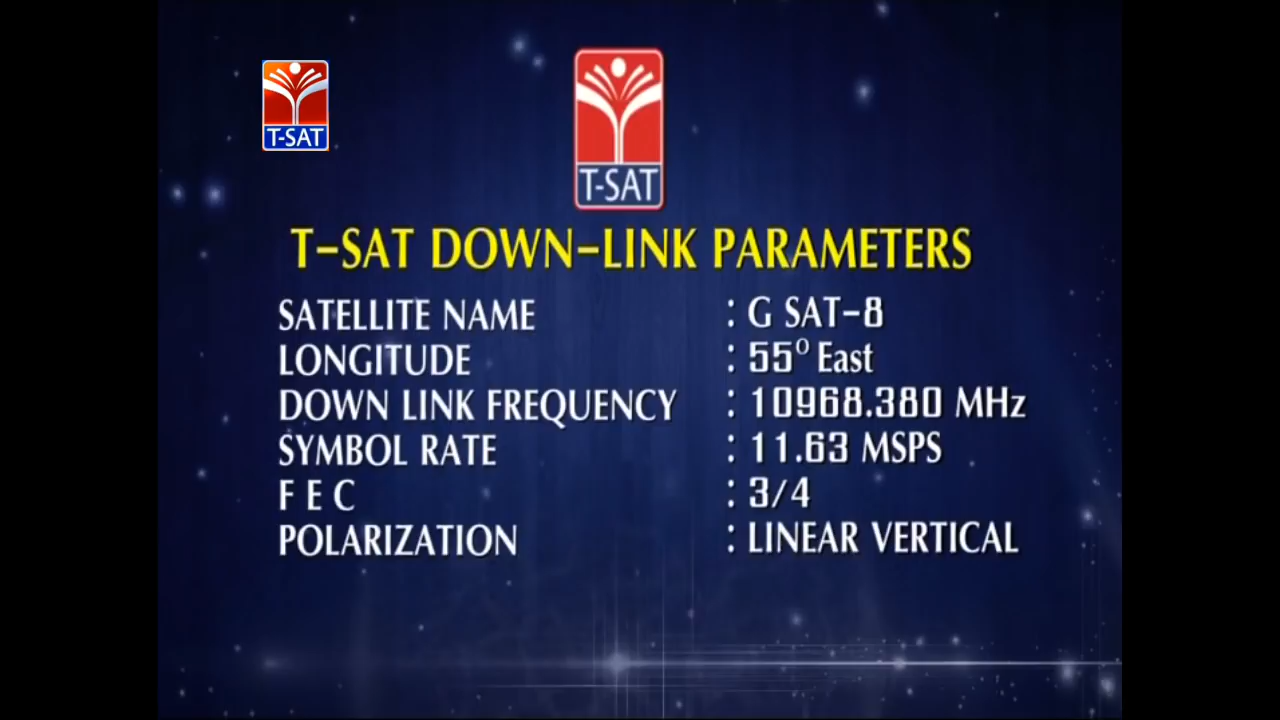 T-SAT
T-SAT
T-SAT DOWN-LINK PARAMETERS
SATELLITE NAME : G SAT-8
LONGITUDE : 55° East
DOWN LINK FREQUENCY : 10968.380 MHz
SYMBOL RATE : 11.63 MSPS
F E C : 3/4
POLARIZATION : LINEAR VERTICAL